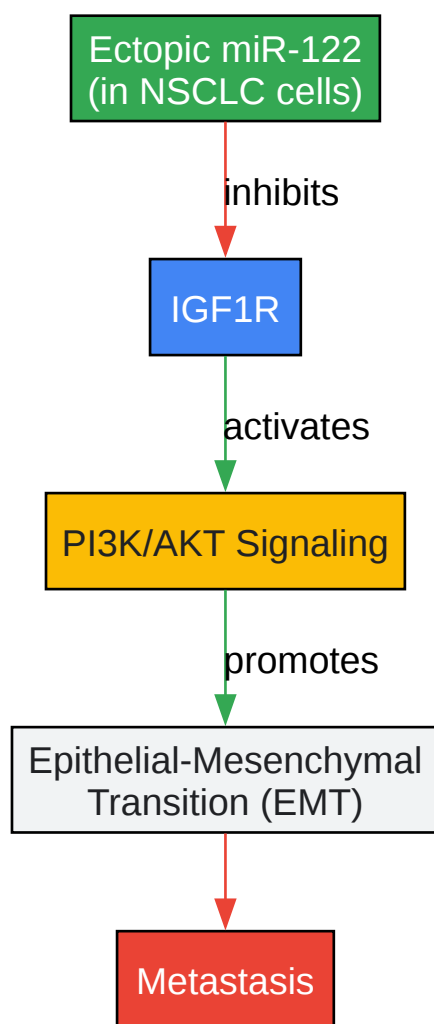 Ectopic miR-122
(in NSCLC cells)
inhibits
IGF1R
activates
PI3K/AKT Signaling
promotes
Epithelial-Mesenchymal
Transition (EMT)
Metastasis